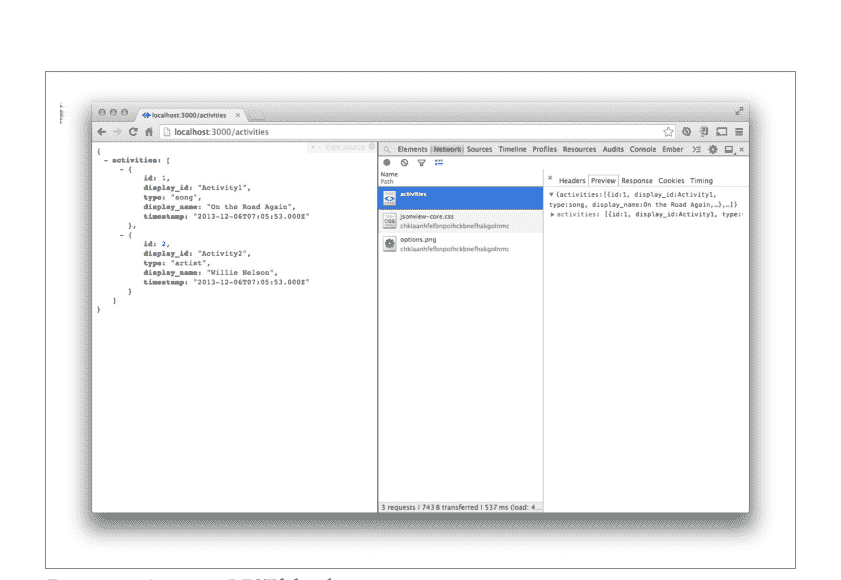 localhost:3000/activities
localhost:3000/activities
View source
{
- activities: [
- {
id: 1,
display_id: "Activity1",
type: "song",
display_name: "On the Road Again",
timestamp: "2013-12-06T07:05:53.000Z"
},
- {
id: 2,
display_id: "Activity2",
type: "artist",
display_name: "Willie Nelson",
timestamp: "2013-12-06T07:05:53.000Z"
}
]
}
Elements Network Sources Timeline Profiles Resources Audits Console Ember
Name
Path
activities
jsonview-core.css
options.png
3 requests | 743 B transferred | 537 ms (load: 4...
× Headers Preview Response Cookies Timing
▼{activities:[{id:1, display_id:Activity1,
type:song, display_name:On the Road Again,…},…]}
▶activities: [{id:1, display_id:Activity1, type: